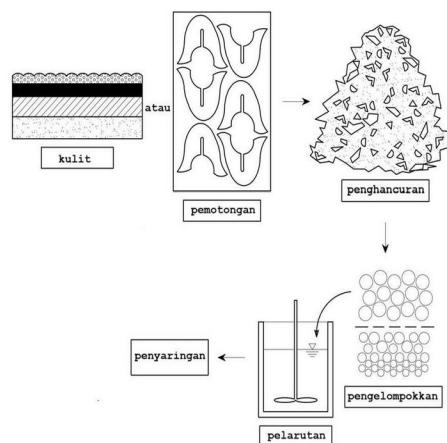 kulit
atau
pemotongan
penghancuran
pengelompokkan
pelarutan
penyaringan